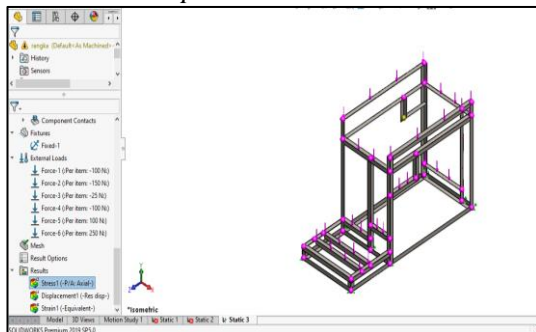 rangka (Default<As Machined>
History
Sensors
Component Contacts
Fixtures
Fixed-1
External Loads
Force-1 (:Per item: -100 N:)
Force-2 (:Per item: -150 N:)
Force-3 (:Per item: -25 N:)
Force-4 (:Per item: -100 N:)
Force-5 (:Per item: 100 N:)
Force-6 (:Per item: 250 N:)
Mesh
Result Options
Results
Stress1 (-P/A: Axial-)
Displacement1 (-Res disp-)
Strain1 (-Equivalent-)
*Isometric
Model
3D Views
Motion Study 1
Static 1
Static 2
Static 3
SOLIDWORKS Premium 2019 SP5.0